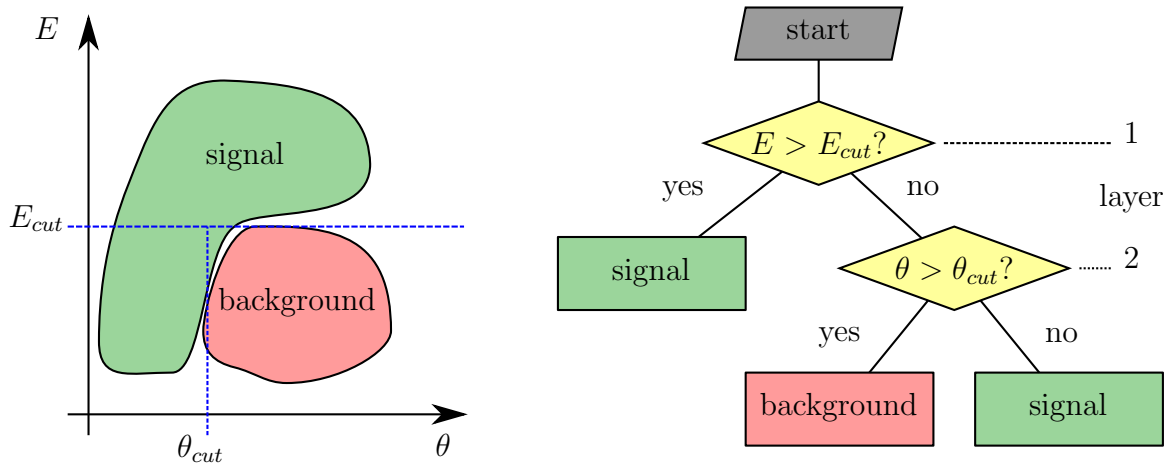 E
signal
E_cut
background
θ_cut
θ
start
E > E_cut?
1
yes
no
layer
signal
θ > θ_cut?
2
yes
no
background
signal